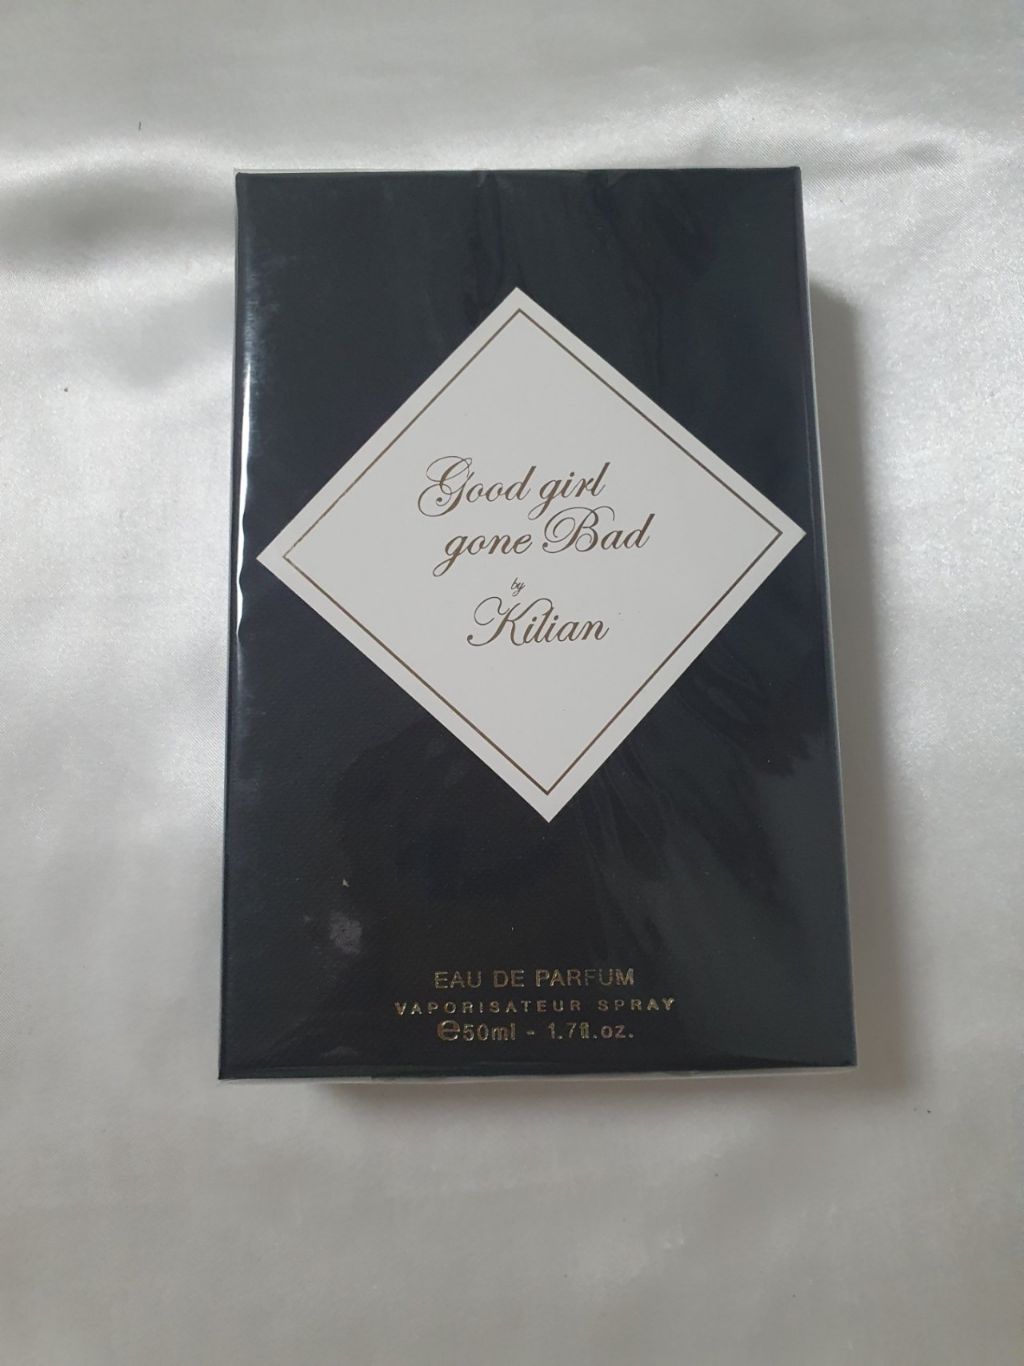 Good girl
gone Bad
by
Kilian
EAU DE PARFUM
VAPORISATEUR SPRAY
℮50ml - 1.7fl.oz.